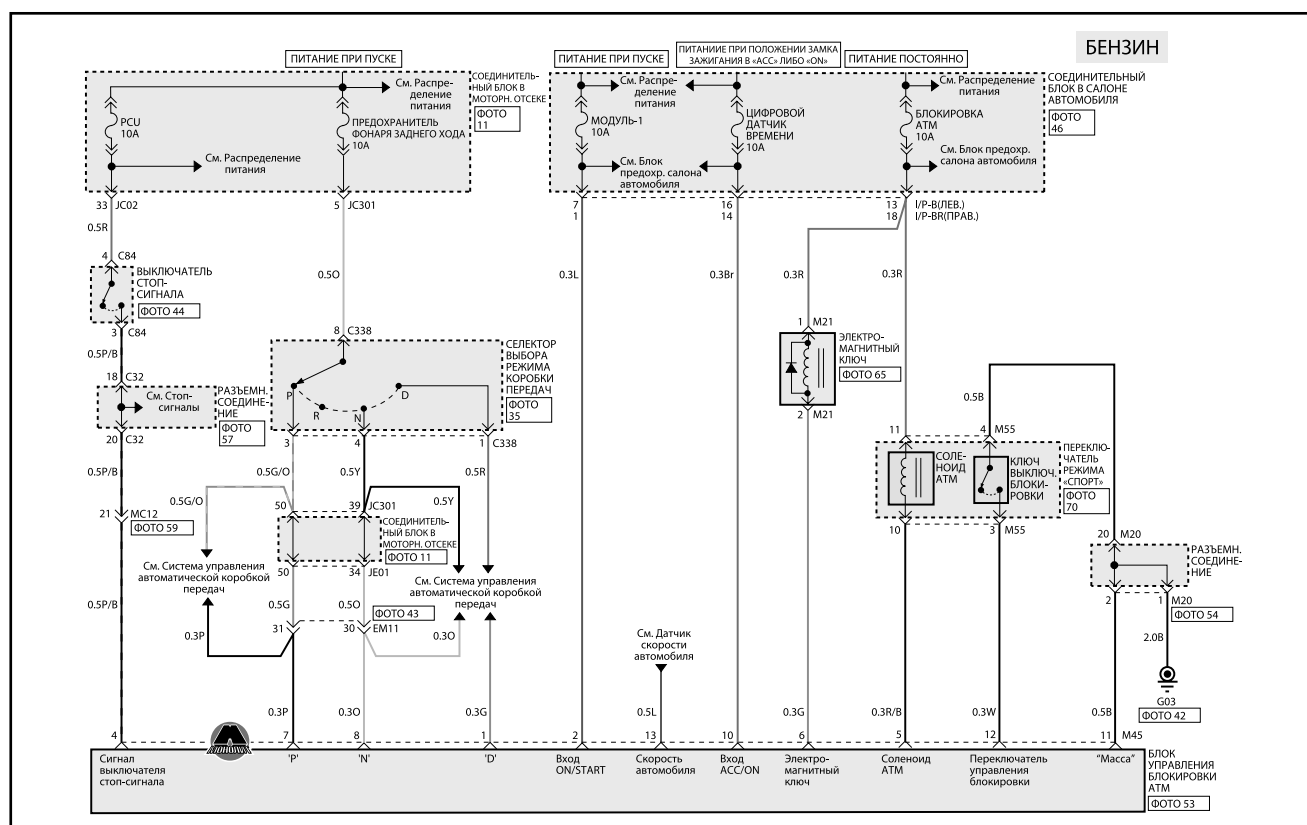 БЕНЗИН
ПИТАНИЕ ПРИ ПУСКЕ
ПИТАНИЕ ПРИ ПУСКЕ
ПИТАНИЕ ПРИ ПОЛОЖЕНИИ ЗАМКА
ЗАЖИГАНИЯ В «ACC» ЛИБО «ON»
ПИТАНИЕ ПОСТОЯННО
См. Распре-
деление
питания
СОЕДИНИТЕЛЬ-
НЫЙ БЛОК В
МОТОРН. ОТСЕКЕ
ФОТО
11
PCU
10A
ПРЕДОХРАНИТЕЛЬ
ФОНАРЯ ЗАДНЕГО ХОДА
10A
См. Распределение
питания
См. Распре-
деление
питания
МОДУЛЬ-1
10A
ЦИФРОВОЙ
ДАТЧИК
ВРЕМЕНИ
10A
См. Распределение
питания
БЛОКИРОВКА
АТМ
10A
См. Блок
предохр. салона
автомобиля
См. Блок предохр.
салона автомобиля
СОЕДИНИТЕЛЬНЫЙ
БЛОК В САЛОНЕ
АВТОМОБИЛЯ
ФОТО
46
33 JC02
5 JC301
7
1
16
14
13 I/P-B(ЛЕВ.)
18 I/P-BR(ПРАВ.)
0.5R
4 C84
ВЫКЛЮЧАТЕЛЬ
СТОП-
СИГНАЛА
ФОТО 44
3 C84
0.5O
0.3L
0.3Br
0.3R
0.3R
0.5P/B
8 C338
СЕЛЕКТОР
ВЫБОРА
РЕЖИМА
КОРОБКИ
ПЕРЕДАЧ
ФОТО
35
P
R
N
D
1 M21
ЭЛЕКТРО-
МАГНИТНЫЙ
КЛЮЧ
ФОТО 65
2 M21
18 C32
См. Стоп-
сигналы
РАЗЪЕМН.
СОЕДИНЕ-
НИЕ
ФОТО
57
20 C32
3
4
1 C338
0.5B
11
4 M55
СОЛЕ-
НОИД
АТМ
КЛЮЧ
ВЫКЛЮЧ.
БЛОКИ-
РОВКИ
ПЕРЕКЛЮ-
ЧАТЕЛЬ
РЕЖИМА
«СПОРТ»
ФОТО
70
10
3 M55
0.5P/B
0.5G/O
0.5Y
0.5R
0.5G/O
0.5Y
21 MC12
ФОТО 59
50
39 JC301
СОЕДИНИТЕЛЬ-
НЫЙ БЛОК В
МОТОРН. ОТСЕКЕ
ФОТО 11
50
34 JE01
См. Система управления
автоматической коробкой
передач
См. Система управления
автоматической коробкой
передач
20 M20
РАЗЪЕМН.
СОЕДИНЕ-
НИЕ
2
1 M20
ФОТО 54
0.5P/B
0.5G
0.5O
ФОТО 43
31
30 EM11
0.3P
0.3O
См. Датчик
скорости
автомобиля
2.0B
G03
ФОТО 42
0.3P
0.3O
0.3G
0.5L
0.3G
0.3R/B
0.3W
0.5B
4
7
8
1
2
13
10
6
5
12
11 M45
Сигнал
выключателя
стоп-сигнала
'P'
'N'
'D'
Вход
ON/START
Скорость
автомобиля
Вход
ACC/ON
Электро-
магнитный
ключ
Соленоид
АТМ
Переключатель
управления
блокировки
"Масса"
БЛОК
УПРАВЛЕНИЯ
БЛОКИРОВКИ
АТМ
ФОТО 53